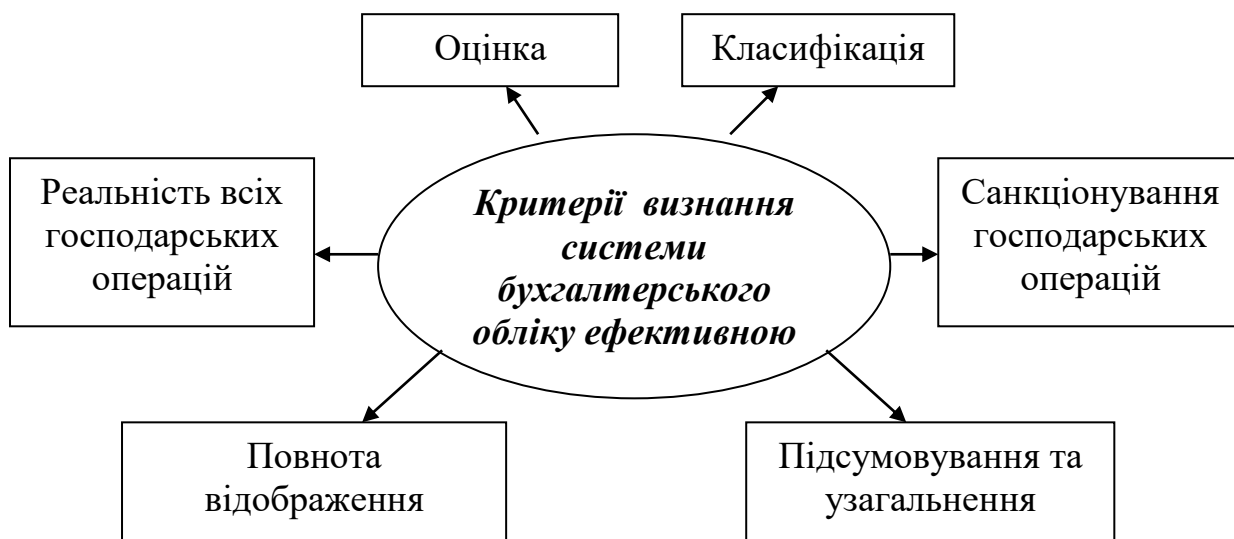 Оцінка
Класифікація
Реальність всіх
господарських
операцій
Критерії визнання
системи
бухгалтерського
обліку ефективною
Санкціонування
господарських
операцій
Повнота
відображення
Підсумовування та
узагальнення